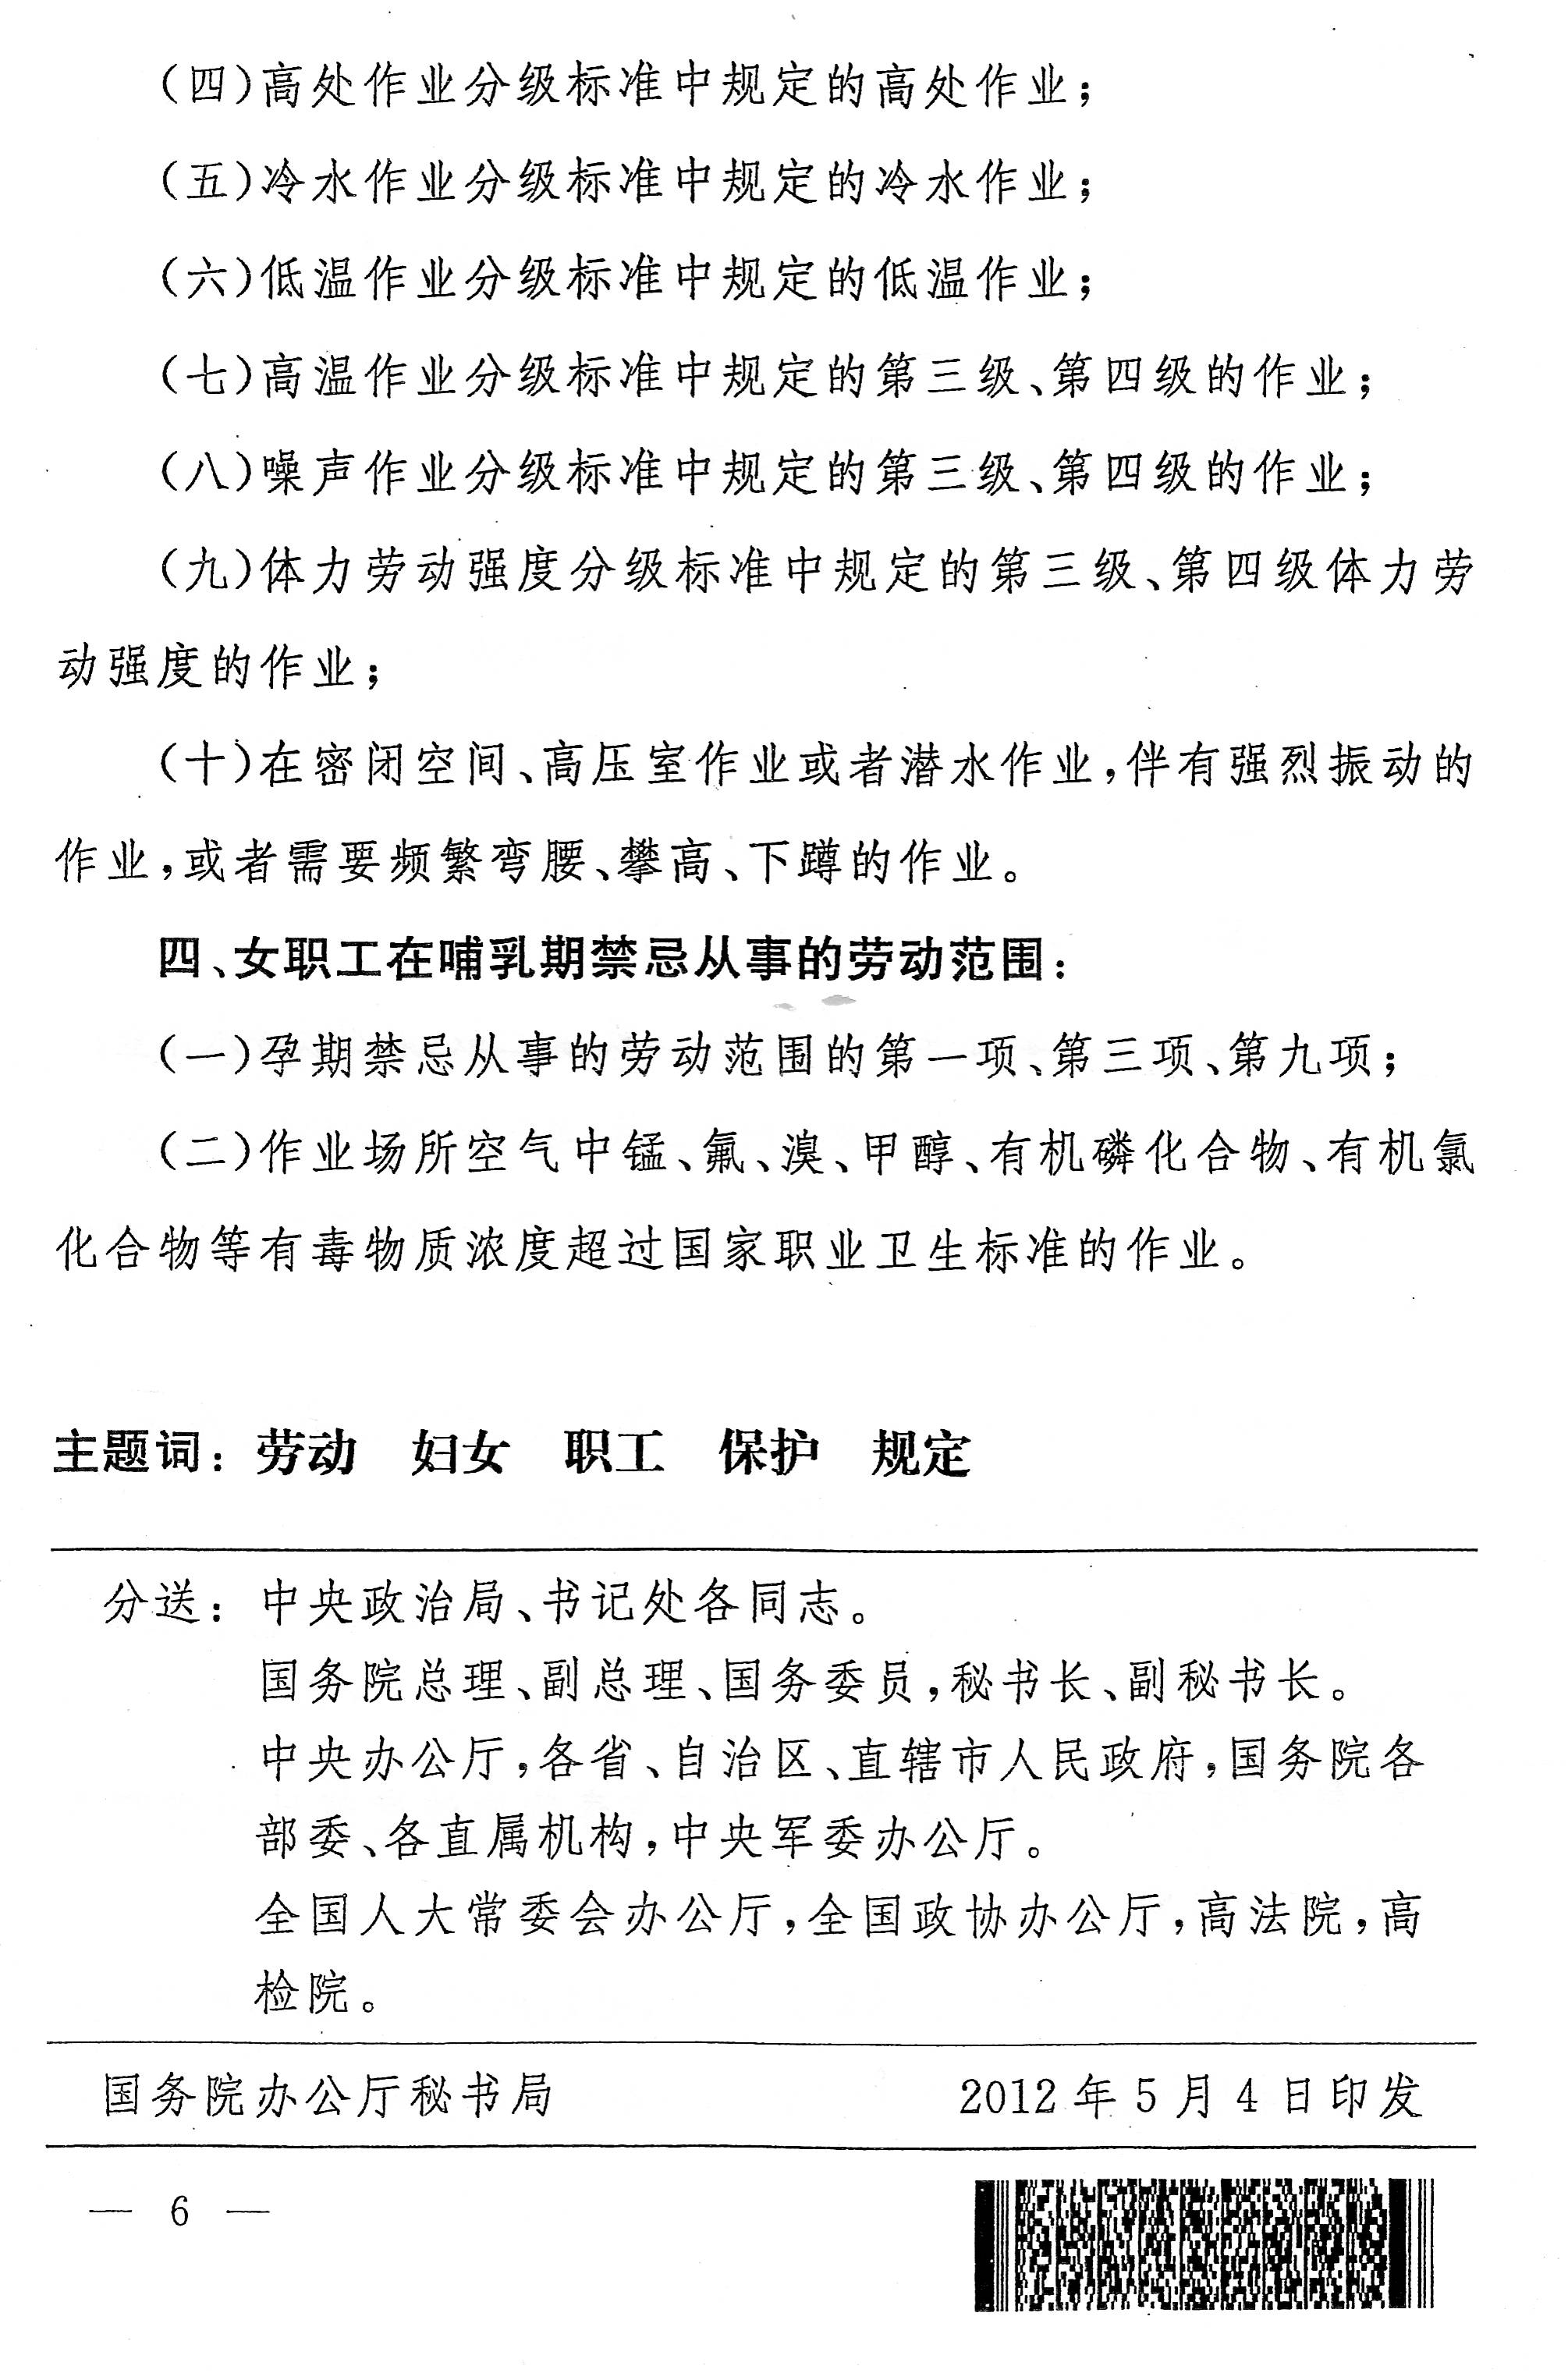 （四）高处作业分级标准中规定的高处作业；
（五）冷水作业分级标准中规定的冷水作业；
（六）低温作业分级标准中规定的低温作业；
（七）高温作业分级标准中规定的第三级、第四级的作业；
（八）噪声作业分级标准中规定的第三级、第四级的作业；
（九）体力劳动强度分级标准中规定的第三级、第四级体力劳
动强度的作业；
（十）在密闭空间、高压室作业或者潜水作业，伴有强烈振动的
作业，或者需要频繁弯腰、攀高、下蹲的作业。
四、女职工在哺乳期禁忌从事的劳动范围：
（一）孕期禁忌从事的劳动范围的第一项、第三项、第九项；
（二）作业场所空气中锰、氟、溴、甲醇、有机磷化合物、有机氯
化合物等有毒物质浓度超过国家职业卫生标准的作业。
主题词：劳动 妇女 职工 保护 规定
分送：中央政治局、书记处各同志。
国务院总理、副总理、国务委员，秘书长、副秘书长。
中央办公厅，各省、自治区、直辖市人民政府，国务院各
部委、各直属机构，中央军委办公厅。
全国人大常委会办公厅，全国政协办公厅，高法院，高
检院。
国务院办公厅秘书局 2012年5月4日印发
— 6 —